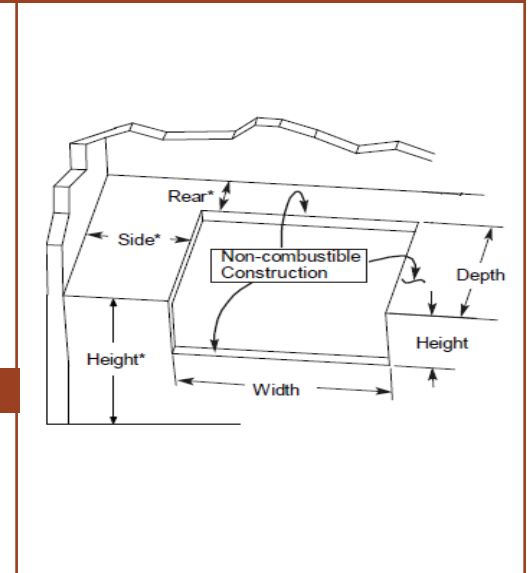 Rear*
Side*
Non-combustible
Construction
Depth
Height
Height*
Width